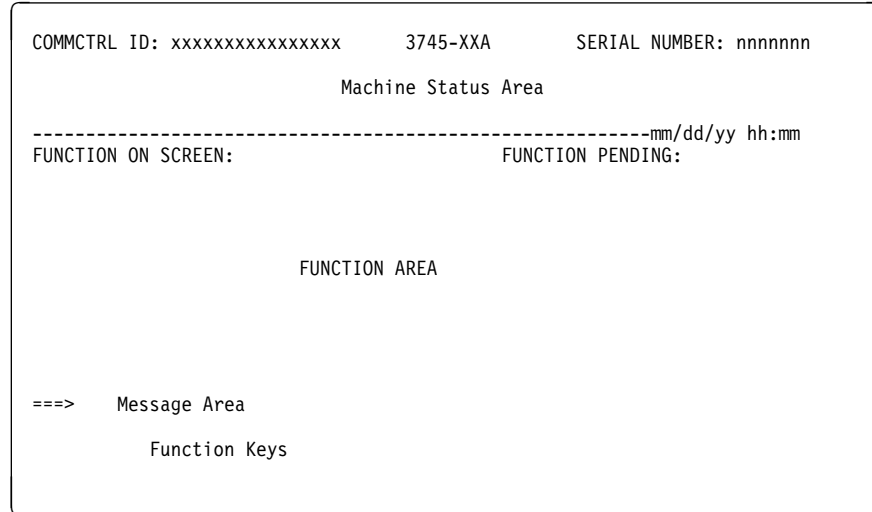 COMMCTRL ID: xxxxxxxxxxxxxxxx 3745-XXA SERIAL NUMBER: nnnnnnn
Machine Status Area
----------------------------------------------------------mm/dd/yy hh:mm
FUNCTION ON SCREEN: FUNCTION PENDING:
FUNCTION AREA
===> Message Area
Function Keys